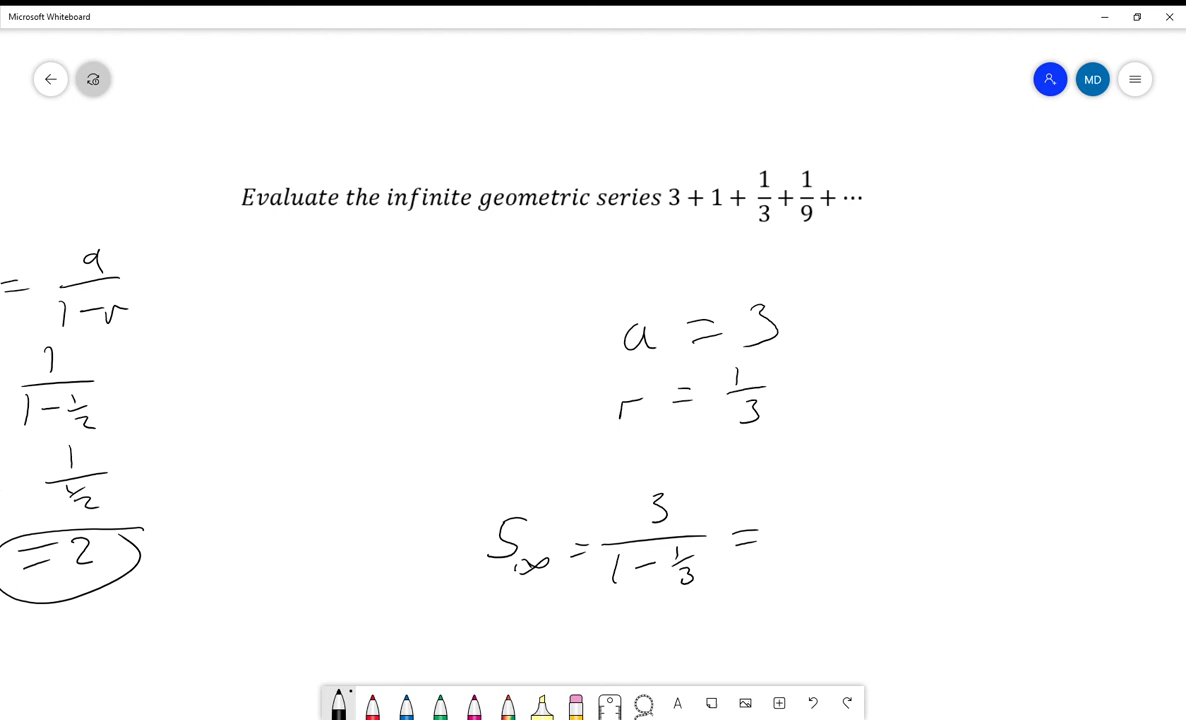 Microsoft Whiteboard
MD
Evaluate the infinite geometric series 3 + 1 + 1/3 + 1/9 + ⋯
= a/(1-r)
1/(1-1/2)
1/(1/2)
= 2
a = 3
r = 1/3
S∞ = 3/(1-1/3) =
A